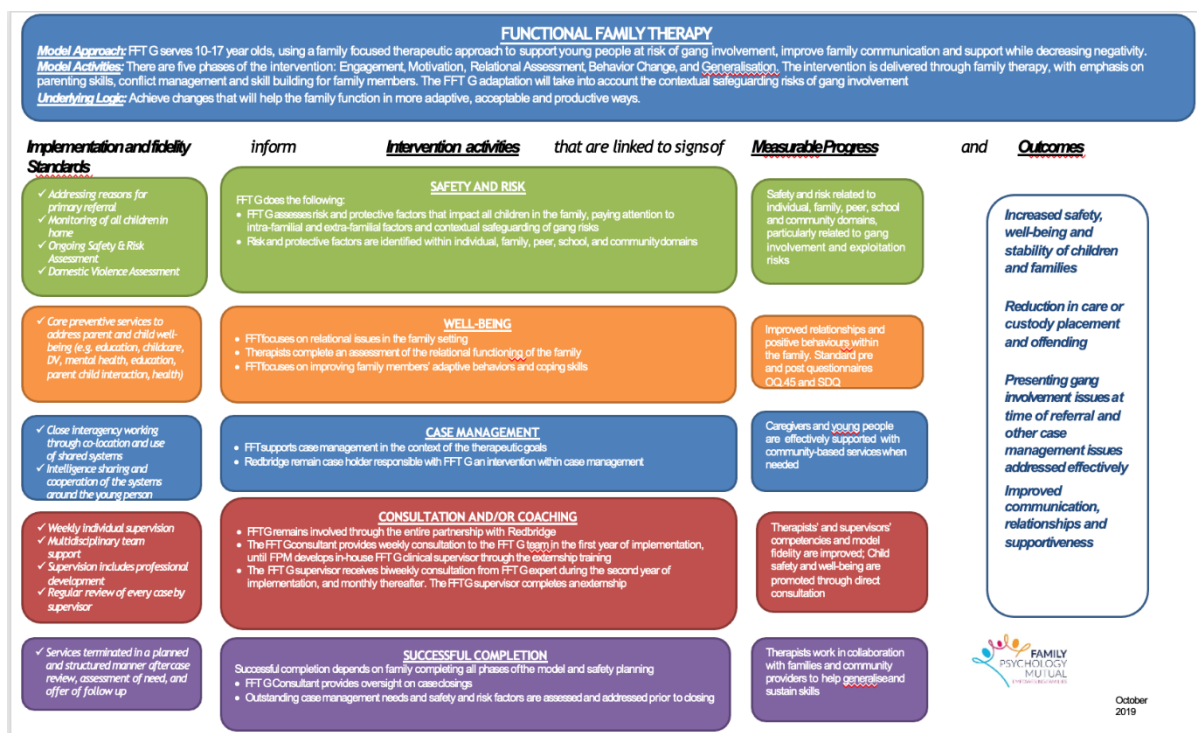 FUNCTIONAL FAMILY THERAPY
Model Approach: FFT G serves 10-17 year olds, using a family focused therapeutic approach to support young people at risk of gang involvement, improve family communication and support while decreasing negativity.
Model Activities: There are five phases of the intervention: Engagement, Motivation, Relational Assessment, Behavior Change, and Generalisation. The intervention is delivered through family therapy, with emphasis on
parenting skills, conflict management and skill building for family members. The FFT G adaptation will take into account the contextual safeguarding risks of gang involvement
Underlying Logic: Achieve changes that will help the family function in more adaptive, acceptable and productive ways.
Implementation and fidelity
Standards
inform
Intervention activities
that are linked to signs of
Measurable Progress
and
Outcomes
✓ Addressing reasons for
primary referral
✓ Monitoring of all children in
home
✓ Ongoing Safety & Risk
Assessment
✓ Domestic Violence Assessment
SAFETY AND RISK
FFT G does the following:
• FFT G assesses risk and protective factors that impact all children in the family, paying attention to
intra-familial and extra-familial factors and contextual safeguarding of gang risks
• Risk and protective factors are identified within individual, family, peer, school, and community domains
Safety and risk related to
individual, family, peer, school
and community domains,
particularly related to gang
involvement and exploitation
risks
✓ Core preventive services to
address parent and child well-
being (e.g. education, childcare,
DV, mental health, education,
parent child interaction, health)
WELL-BEING
• FFT focuses on relational issues in the family setting
• Therapists complete an assessment of the relational functioning of the family
• FFT focuses on improving family members' adaptive behaviors and coping skills
Improved relationships and
positive behaviours within
the family. Standard pre
and post questionnaires
OQ.45 and SDQ
✓ Close interagency working
through co-location and use
of shared systems
✓ Intelligence sharing and
cooperation of the systems
around the young person
CASE MANAGEMENT
• FFT supports case management in the context of the therapeutic goals
• Redbridge remain case holder responsible with FFT G an intervention within case management
Caregivers and young people
are effectively supported with
community-based services when
needed
✓ Weekly individual supervision
✓ Multidisciplinary team
support
✓ Supervision includes professional
development
✓ Regular review of every case by
supervisor
CONSULTATION AND/OR COACHING
• FFTG remains involved through the entire partnership with Redbridge
• The FFT G consultant provides weekly consultation to the FFT G team in the first year of implementation,
until FPM develops in-house FFT G clinical supervisor through the externship training
• The FFT G supervisor receives biweekly consultation from FFT G expert during the second year of
implementation, and monthly thereafter. The FFTG supervisor completes an externship
Therapists' and supervisors'
competencies and model
fidelity are improved; Child
safety and well-being are
promoted through direct
consultation
✓ Services terminated in a planned
and structured manner after case
review, assessment of need, and
offer of follow up
SUCCESSFUL COMPLETION
Successful completion depends on family completing all phases of the model and safety planning
• FFT G Consultant provides oversight on case closings
• Outstanding case management needs and safety and risk factors are assessed and addressed prior to closing
Therapists work in collaboration
with families and community
providers to help generalise and
sustain skills
Increased safety,
well-being and
stability of children
and families
Reduction in care or
custody placement
and offending
Presenting gang
involvement issues at
time of referral and
other case
management issues
addressed effectively
Improved
communication,
relationships and
supportiveness
FAMILY
PSYCHOLOGY
MUTUAL
October
2019